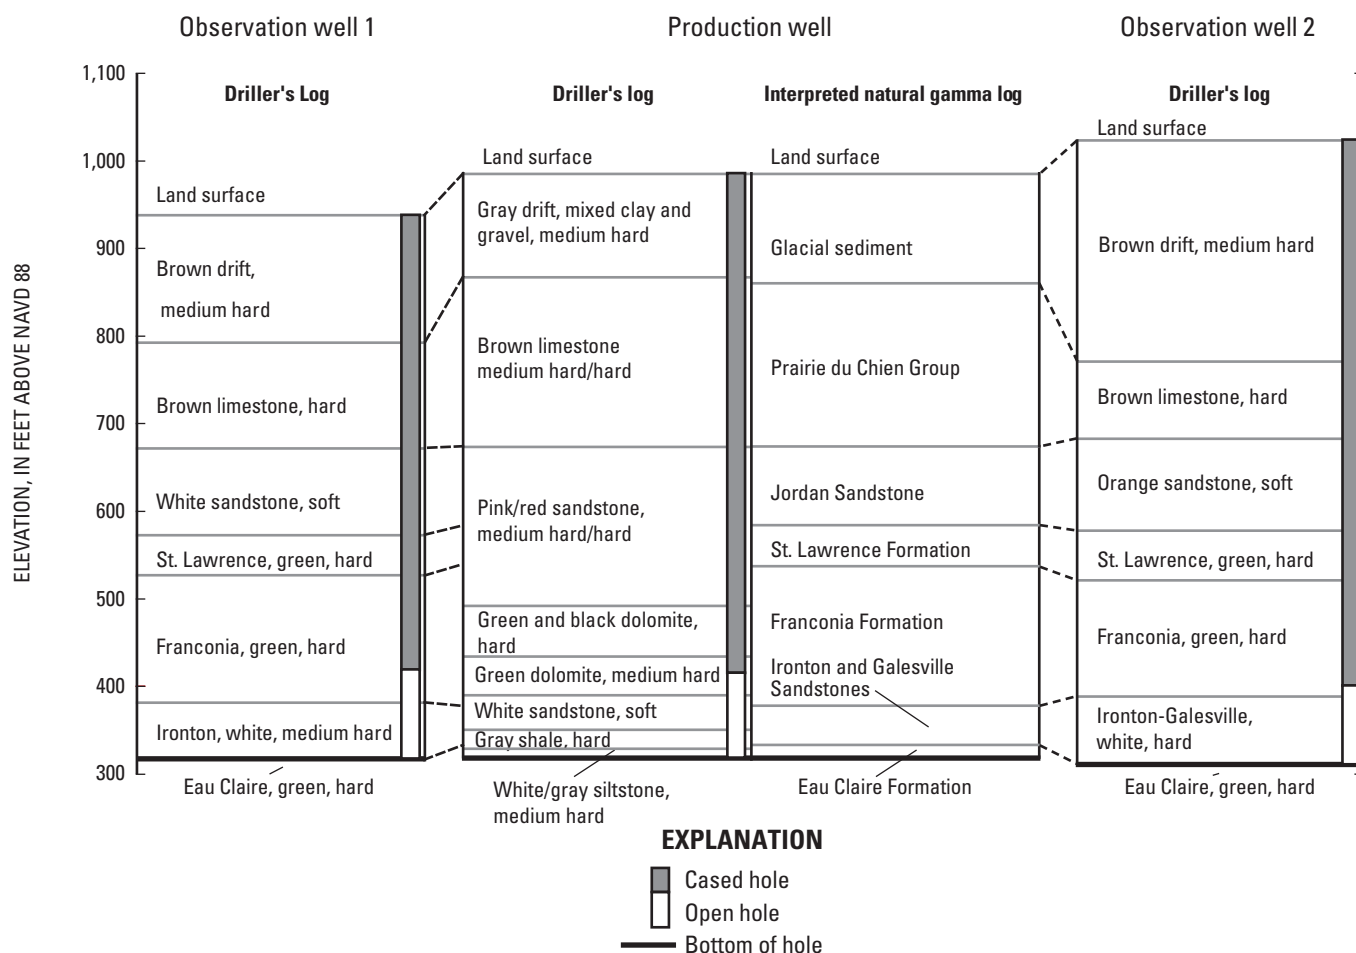 Observation well 1
Production well
Observation well 2
ELEVATION, IN FEET ABOVE NAVD 88
1,100
1,000
900
800
700
600
500
400
300
Driller's Log
Land surface
Brown drift,
medium hard
Brown limestone, hard
White sandstone, soft
St. Lawrence, green, hard
Franconia, green, hard
Ironton, white, medium hard
Eau Claire, green, hard
Driller's log
Land surface
Gray drift, mixed clay and
gravel, medium hard
Brown limestone
medium hard/hard
Pink/red sandstone,
medium hard/hard
Green and black dolomite,
hard
Green dolomite, medium hard
White sandstone, soft
Gray shale, hard
White/gray siltstone,
medium hard
Interpreted natural gamma log
Land surface
Glacial sediment
Prairie du Chien Group
Jordan Sandstone
St. Lawrence Formation
Franconia Formation
Ironton and Galesville
Sandstones
Eau Claire Formation
Driller's log
Land surface
Brown drift, medium hard
Brown limestone, hard
Orange sandstone, soft
St. Lawrence, green, hard
Franconia, green, hard
Ironton-Galesville,
white, hard
Eau Claire, green, hard
EXPLANATION
Cased hole
Open hole
Bottom of hole